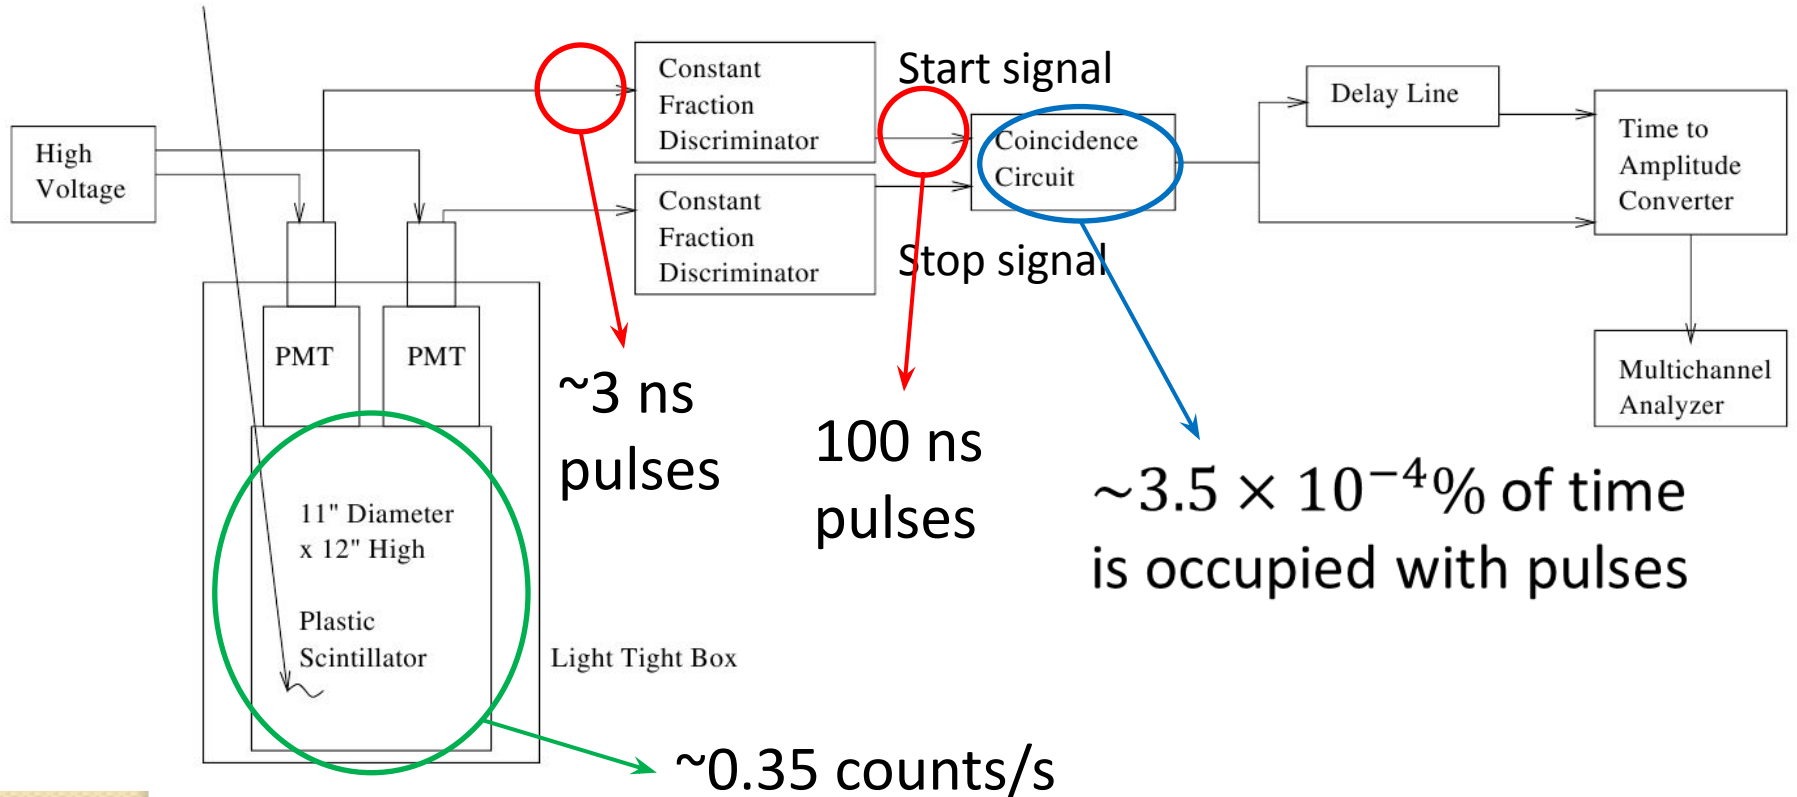 High
Voltage
Constant
Fraction
Discriminator
Start signal
Coincidence
Circuit
Delay Line
Time to
Amplitude
Converter
Constant
Fraction
Discriminator
Stop signal
PMT
PMT
~3 ns
pulses
100 ns
pulses
Multichannel
Analyzer
~3.5 × 10⁻⁴% of time
is occupied with pulses
11" Diameter
x 12" High
Plastic
Scintillator
Light Tight Box
~0.35 counts/s